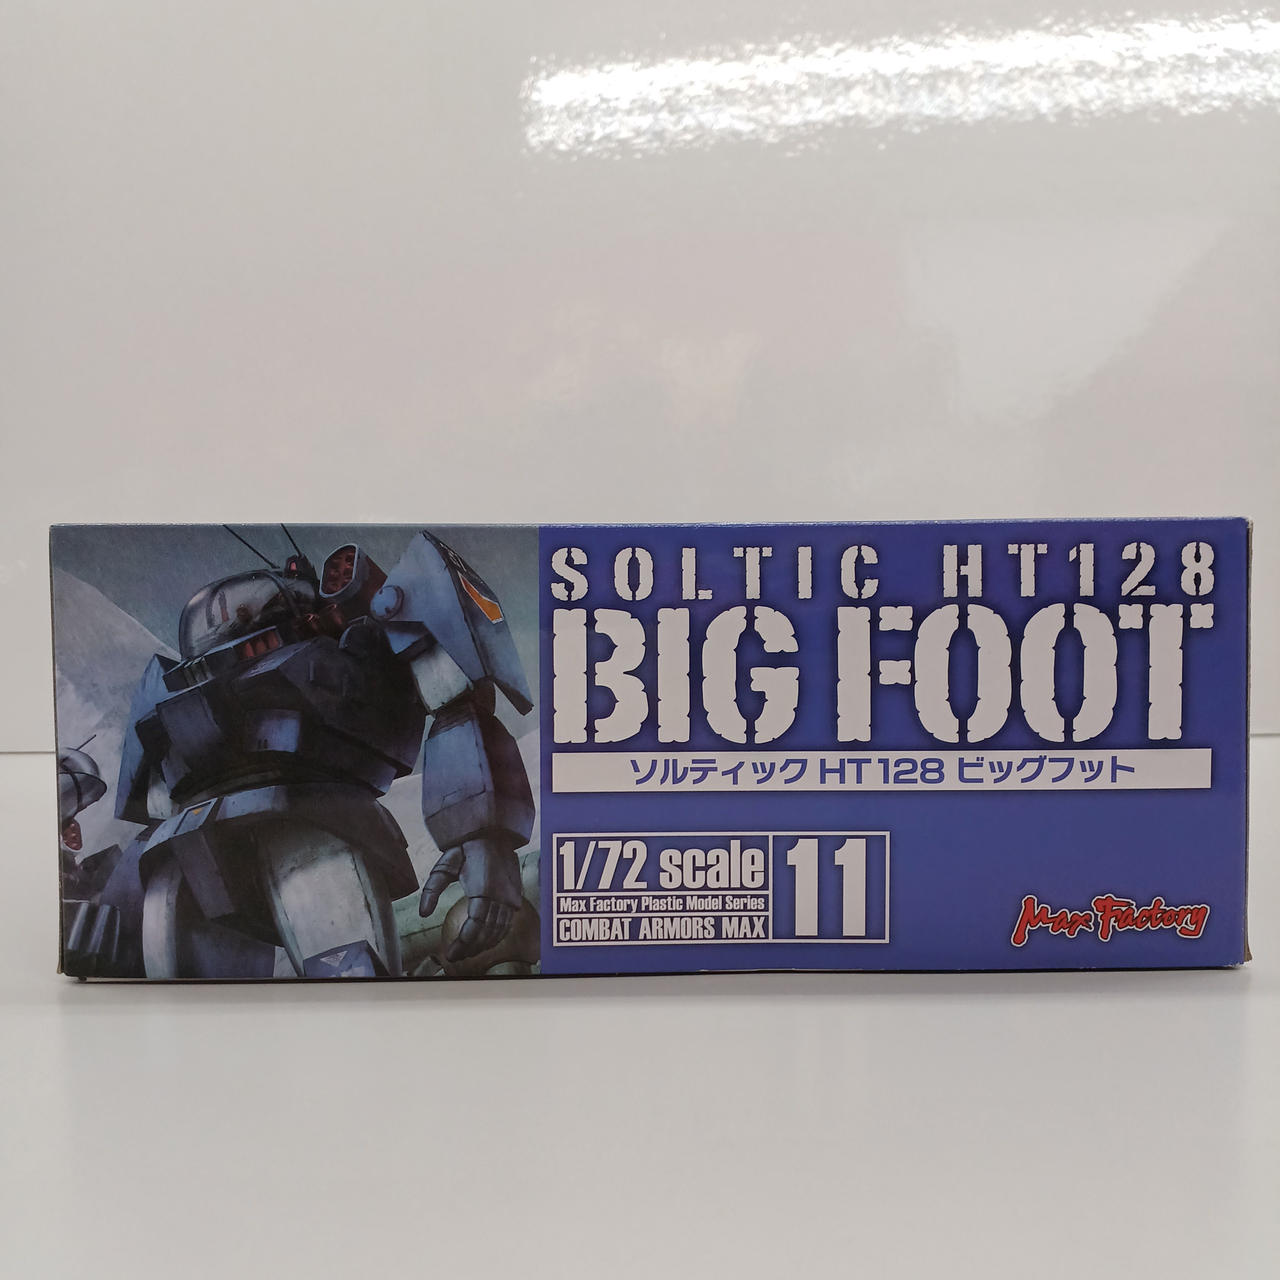 SOLTIC HT128
BIG FOOT
ソルティック HT128 ビッグフット
1/72 scale
Max Factory Plastic Model Series
COMBAT ARMORS MAX
11
Max Factory